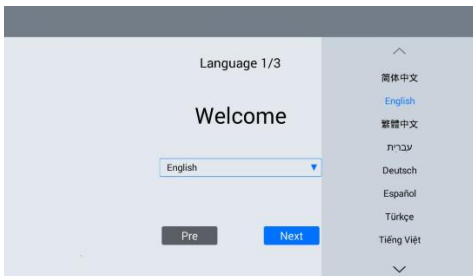 Language 1/3
Welcome
English
Pre
Next
简体中文
English
繁體中文
עברית
Deutsch
Español
Türkçe
Tiếng Việt